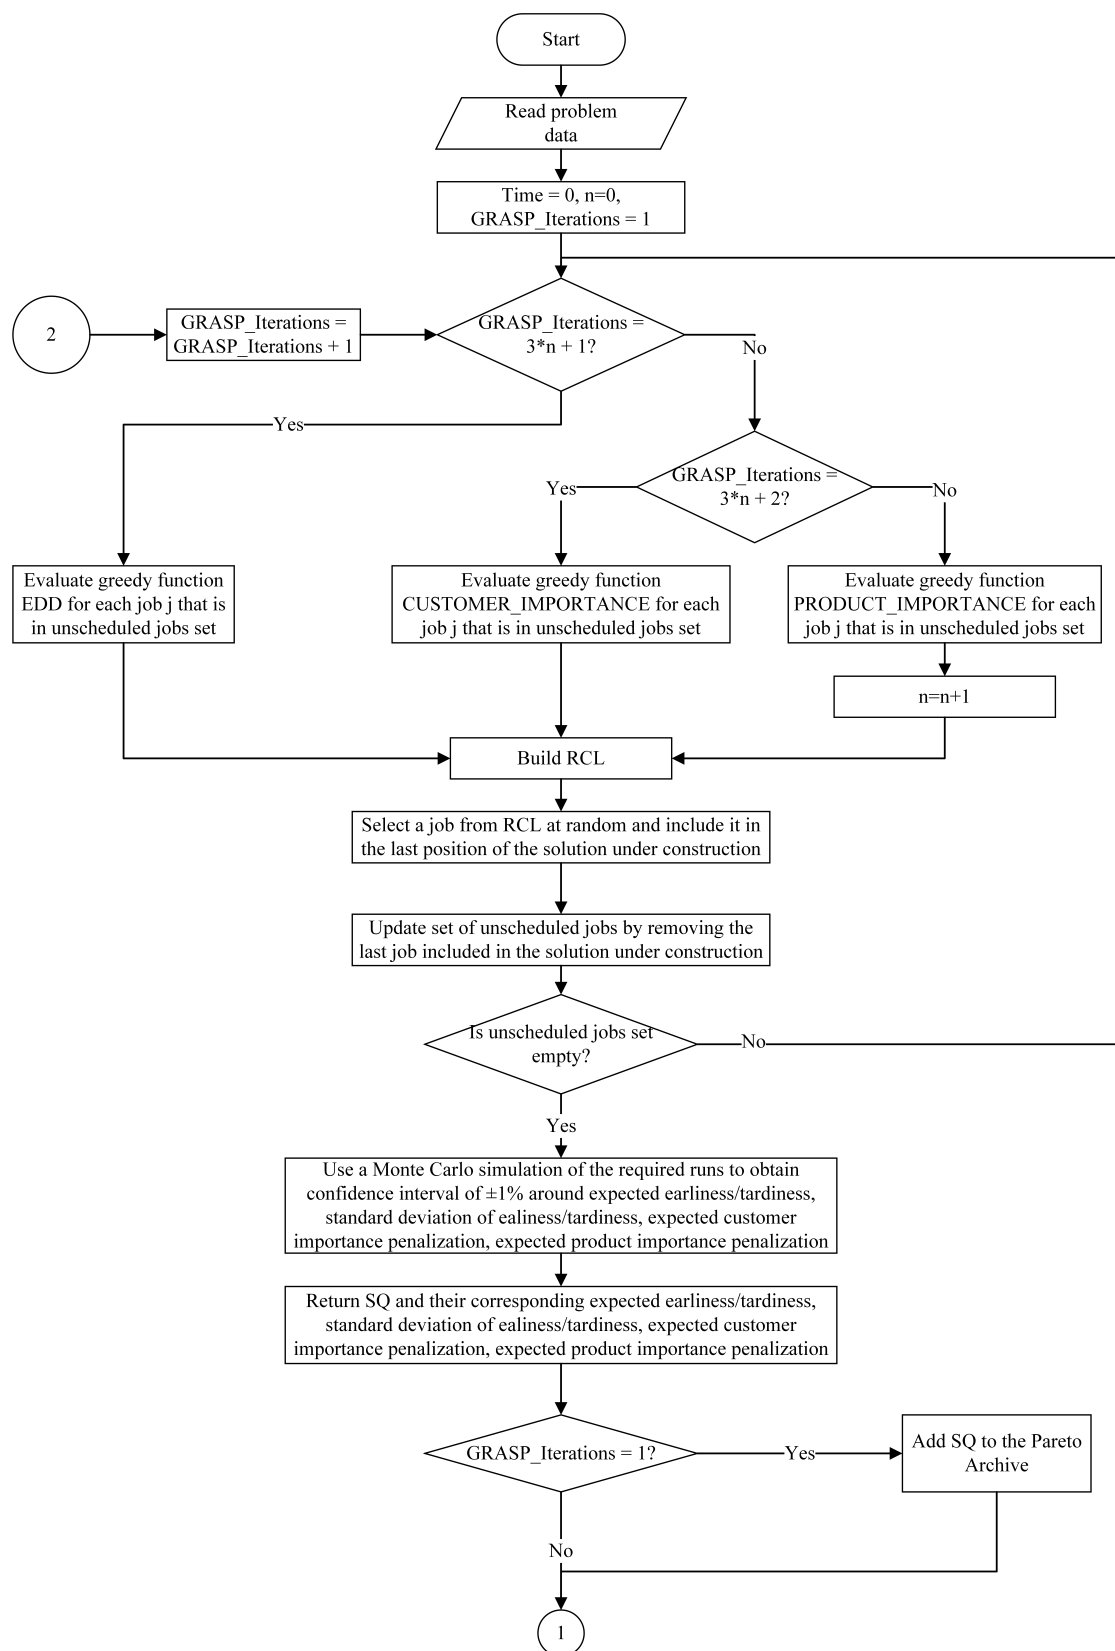 Start
Read problem
data
Time = 0, n=0,
GRASP_Iterations = 1
2
GRASP_Iterations =
GRASP_Iterations + 1
GRASP_Iterations =
3*n + 1?
No
Yes
GRASP_Iterations =
3*n + 2?
Yes
No
Evaluate greedy function
EDD for each job j that is
in unscheduled jobs set
Evaluate greedy function
CUSTOMER_IMPORTANCE for each
job j that is in unscheduled jobs set
Evaluate greedy function
PRODUCT_IMPORTANCE for each
job j that is in unscheduled jobs set
n=n+1
Build RCL
Select a job from RCL at random and include it in
the last position of the solution under construction
Update set of unscheduled jobs by removing the
last job included in the solution under construction
Is unscheduled jobs set
empty?
No
Yes
Use a Monte Carlo simulation of the required runs to obtain
confidence interval of ±1% around expected earliness/tardiness,
standard deviation of ealiness/tardiness, expected customer
importance penalization, expected product importance penalization
Return SQ and their corresponding expected earliness/tardiness,
standard deviation of ealiness/tardiness, expected customer
importance penalization, expected product importance penalization
GRASP_Iterations = 1?
Yes
Add SQ to the Pareto
Archive
No
1